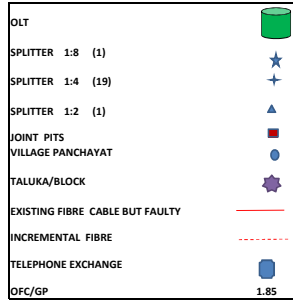 OLT
SPLITTER 1:8 (1)
SPLITTER 1:4 (19)
SPLITTER 1:2 (1)
JOINT PITS
VILLAGE PANCHAYAT
TALUKA/BLOCK
EXISTING FIBRE CABLE BUT FAULTY
INCREMENTAL FIBRE
TELEPHONE EXCHANGE
OFC/GP 1.85